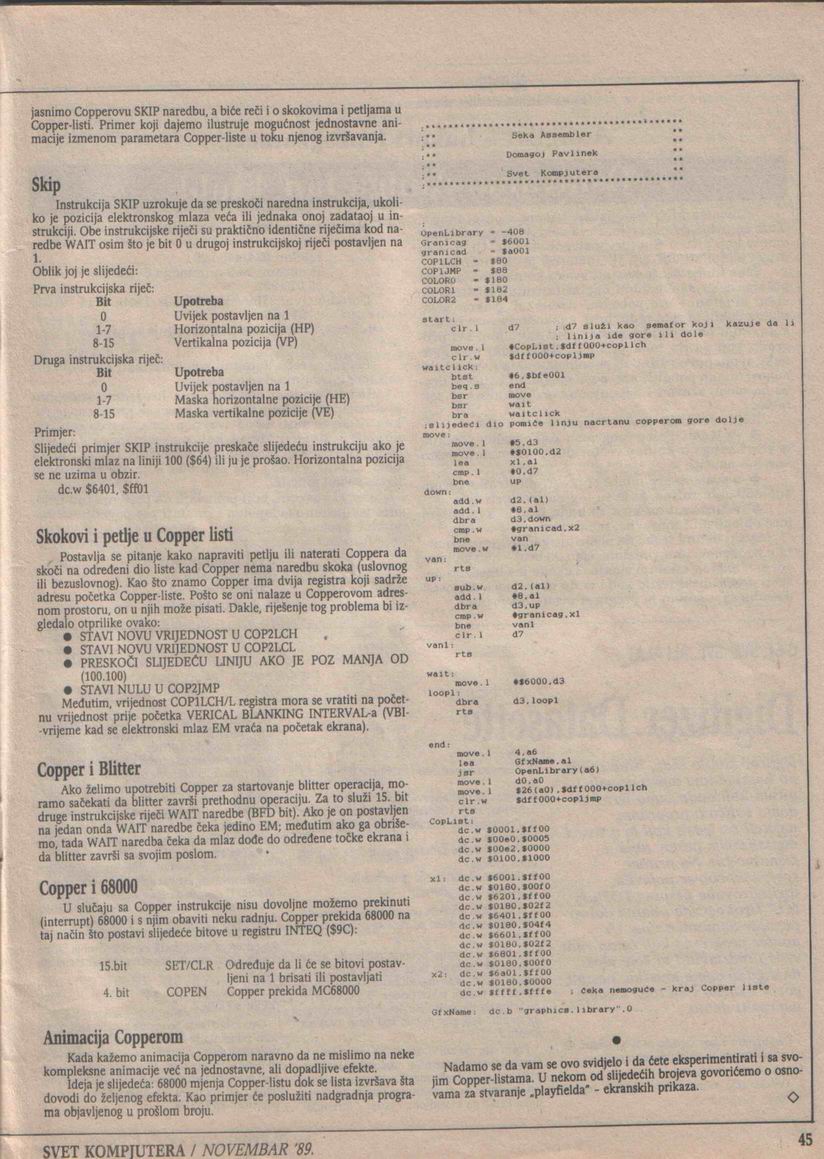 jasnimo Copperovu SKIP naredbu, a biće reči i o skokovima i petljama u
Copper-listi. Primer koji dajemo ilustruje mogućnost jednostavne ani-
macije izmenom parametara Copper-liste u toku njenog izvršavanja.
Skip
Instrukcija SKIP uzrokuje da se preskoči naredna instrukcija, ukoli-
ko je pozicija elektronskog mlaza veća ili jednaka onoj zadataoj u in-
strukciji. Obe instrukcijske riječi su praktično identične riječima kod na-
redbe WAIT osim što je bit 0 u drugoj instrukcijskoj riječi postavljen na
1.
Oblik joj je slijedeći:
Prva instrukcijska riječ:
Bit Upotreba
0 Uvijek postavljen na 1
1-7 Horizontalna pozicija (HP)
8-15 Vertikalna pozicija (VP)
Druga instrukcijska riječ:
Bit Upotreba
0 Uvijek postavljen na 1
1-7 Maska horizontalne pozicije (HE)
8-15 Maska vertikalne pozicije (VE)
Primjer:
Slijedeći primjer SKIP instrukcije preskače slijedeću instrukciju ako je
elektronski mlaz na liniji 100 ($64) ili ju je prošao. Horizontalna pozicija
se ne uzima u obzir.
dc.w $6401, $ff01
Skokovi i petlje u Copper listi
Postavlja se pitanje kako napraviti petlju ili naterati Coppera da
skoči na određeni dio liste kad Copper nema naredbu skoka (uslovnog
ili bezuslovnog). Kao što znamo Copper ima dvija registra koji sadrže
adresu početka Copper-liste. Pošto se oni nalaze u Copperovom adres-
nom prostoru, on u njih može pisati. Dakle, riješenje tog problema bi iz-
gledalo otprilike ovako:
● STAVI NOVU VRIJEDNOST U COP2LCH
● STAVI NOVU VRIJEDNOST U COP2LCL
● PRESKOČI SLIJEDEĆU LINIJU AKO JE POZ MANJA OD
(100.100)
● STAVI NULU U COP2JMP
Međutim, vrijednost COP1LCH/L registra mora se vratiti na počet-
nu vrijednost prije početka VERICAL BLANKING INTERVAL-a (VBI-
-vrijeme kad se elektronski mlaz EM vraća na početak ekrana).
Copper i Blitter
Ako želimo upotrebiti Copper za startovanje blitter operacija, mo-
ramo sačekati da blitter završi prethodnu operaciju. Za to služi 15. bit
druge instrukcijske riječi WAIT naredbe (BFD bit). Ako je on postavljen
na jedan onda WAIT naredbe čeka jedino EM; međutim ako ga obriše-
mo, tada WAIT naredba čeka da mlaz dođe do određene točke ekrana i
da blitter završi sa svojim poslom.
Copper i 68000
U slučaju sa Copper instrukcije nisu dovoljne možemo prekinuti
(interrupt) 68000 i s njim obaviti neku radnju. Copper prekida 68000 na
taj način što postavi slijedeće bitove u registru INTEQ ($9C):
15.bit SET/CLR Određuje da li će se bitovi postav-
ljeni na 1 brisati ili postavljati
4. bit COPEN Copper prekida MC68000
Animacija Copperom
Kada kažemo animacija Copperom naravno da ne mislimo na neke
kompleksne animacije već na jednostavne, ali dopadljive efekte.
Ideja je slijedeća: 68000 mjenja Copper-listu dok se lista izvršava šta
dovodi do željenog efekta. Kao primjer će poslužiti nadgradnja progra-
ma objavljenog u prošlom broju.
;**********************************************
;** Seka Assembler **
;** **
;** Domagoj Pavlinek **
;** **
;** Svet Kompjutera **
;**********************************************
;
OpenLibrary = -408
Granicag = $6001
granicad = $a001
COP1LCH = $80
COP1JMP = $88
COLOR0 = $180
COLOR1 = $182
COLOR2 = $184
start:
clr.l d7 ; d7 služi kao semafor koji kazuje da li
; linija ide gore ili dole
move.l #CopList,$dff000+cop1lch
clr.w $dff000+cop1jmp
waitclick:
btst #6,$bfe001
beq.s end
bsr move
bsr wait
bra waitclick
;slijedeći dio pomiče linju nacrtanu copperom gore dolje
move:
move.l #5,d3
move.l #$0100,d2
lea x1,a1
cmp.l #0,d7
bne up
down:
add.w d2,(a1)
add.l #8,a1
dbra d3,down
cmp.w #granicad,x2
bne van
move.w #1,d7
van:
rts
up:
sub.w d2,(a1)
add.l #8,a1
dbra d3,up
cmp.w #granicag,x1
bne van1
clr.l d7
van1:
rts
wait:
move.l #$6000,d3
loop1:
dbra d3,loop1
rts
end:
move.l 4,a6
lea GfxName,a1
jsr OpenLibrary(a6)
move.l d0,a0
move.l $26(a0),$dff000+cop1lch
clr.w $dff000+cop1jmp
rts
CopList:
dc.w $0001,$ff00
dc.w $00e0,$0005
dc.w $00e2,$0000
dc.w $0100,$1000
x1: dc.w $6001,$ff00
dc.w $0180,$00f0
dc.w $6201,$ff00
dc.w $0180,$02f2
dc.w $6401,$ff00
dc.w $0180,$04f4
dc.w $6601,$ff00
dc.w $0180,$02f2
dc.w $6801,$ff00
dc.w $0180,$00f0
x2: dc.w $6a01,$ff00
dc.w $0180,$0000
dc.w $ffff,$fffe ; čeka nemoguće - kraj Copper liste
GfxName: dc.b "graphics.library",0
●
Nadamo se da vam se ovo svidjelo i da ćete eksperimentirati i sa svo-
jim Copper-listama. U nekom od slijedećih brojeva govorićemo o osno-
vama za stvaranje „playfielda” - ekranskih prikaza.
◇
SVET KOMPJUTERA / NOVEMBAR '89.
45